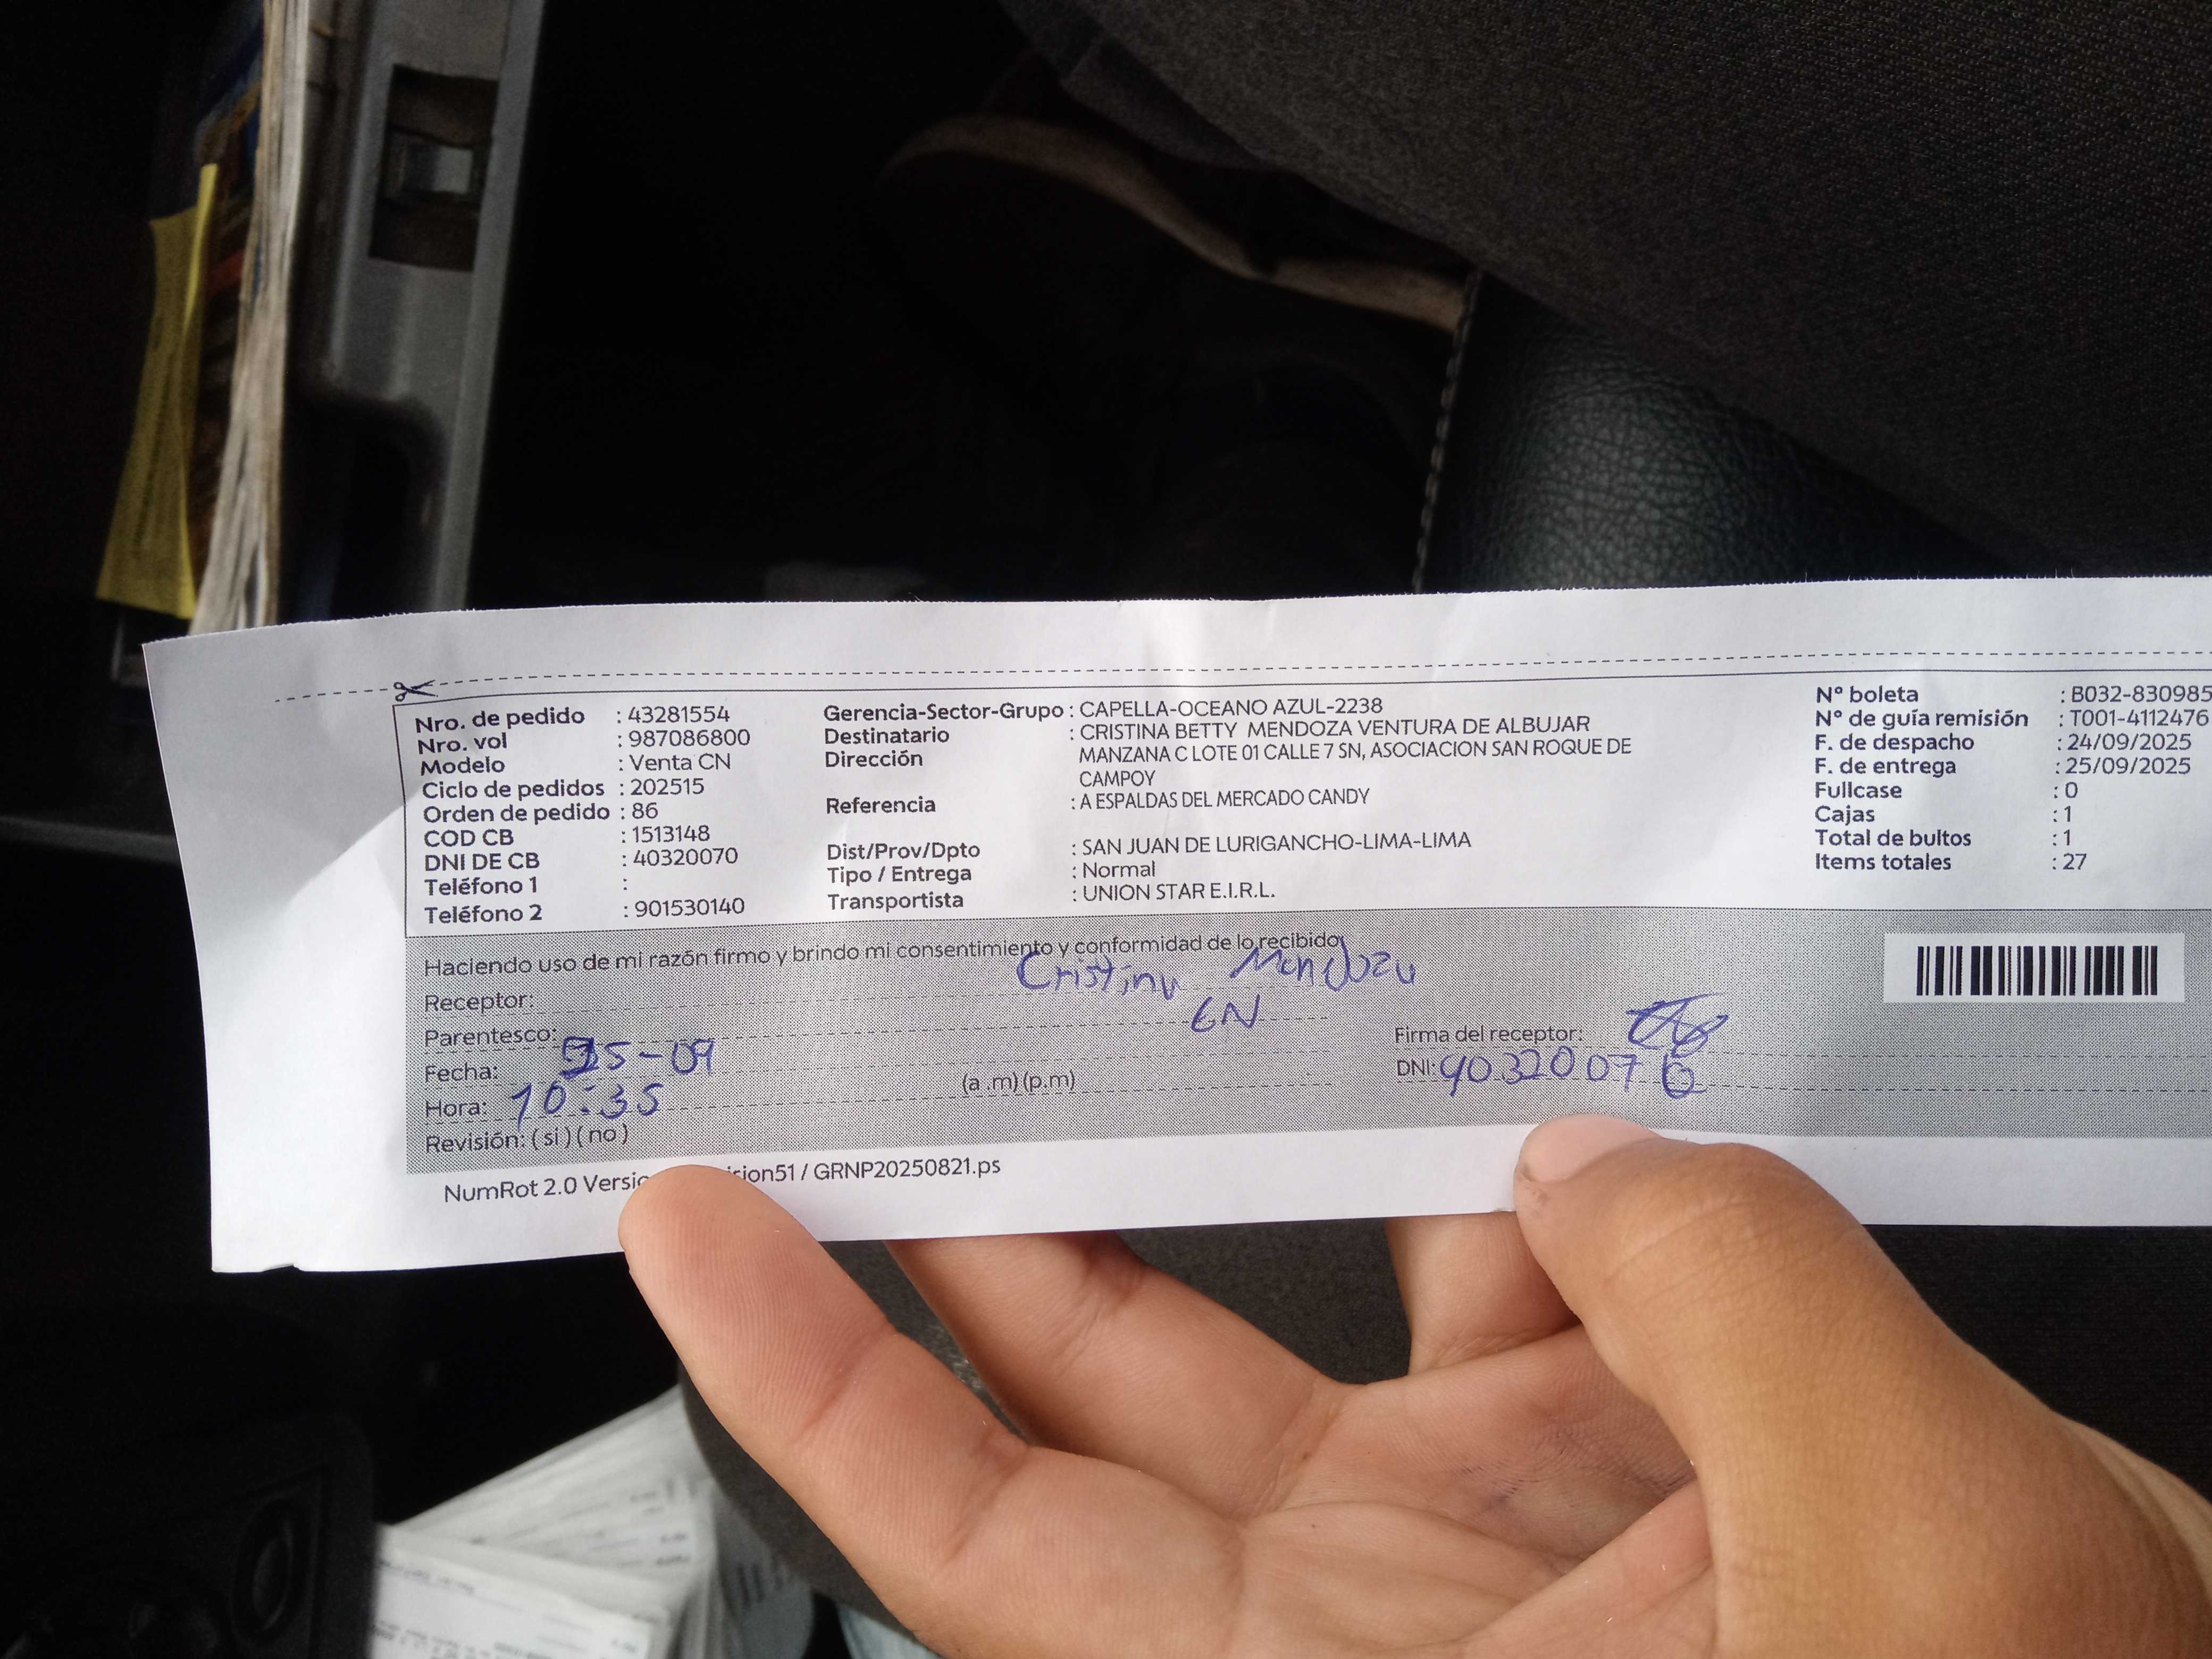 Nro. de pedido : 43281554
Nro. vol : 987086800
Modelo : Venta CN
Ciclo de pedidos : 202515
Orden de pedido : 86
COD CB : 1513148
DNI DE CB : 40320070
Teléfono 1 :
Teléfono 2 : 901530140
Gerencia-Sector-Grupo : CAPELLA-OCEANO AZUL-2238
Destinatario : CRISTINA BETTY MENDOZA VENTURA DE ALBUJAR
Dirección MANZANA C LOTE 01 CALLE 7 SN, ASOCIACION SAN ROQUE DE
CAMPOY
Referencia : A ESPALDAS DEL MERCADO CANDY
Dist/Prov/Dpto : SAN JUAN DE LURIGANCHO-LIMA-LIMA
Tipo / Entrega : Normal
Transportista : UNION STAR E.I.R.L.
N° boleta : B032-830985
N° de guía remisión : T001-4112476
F. de despacho : 24/09/2025
F. de entrega : 25/09/2025
Fullcase : 0
Cajas : 1
Total de bultos : 1
Items totales : 27
Haciendo uso de mi razón firmo y brindo mi consentimiento y conformidad de lo recibido
Receptor: Cristina Mendoza
Parentesco: CN
Fecha: 25-09
Hora: 10:35 (a .m) (p.m)
Revisión: ( si ) ( no )
Firma del receptor:
DNI: 40320070
NumRot 2.0 sion51 / GRNP20250821.ps